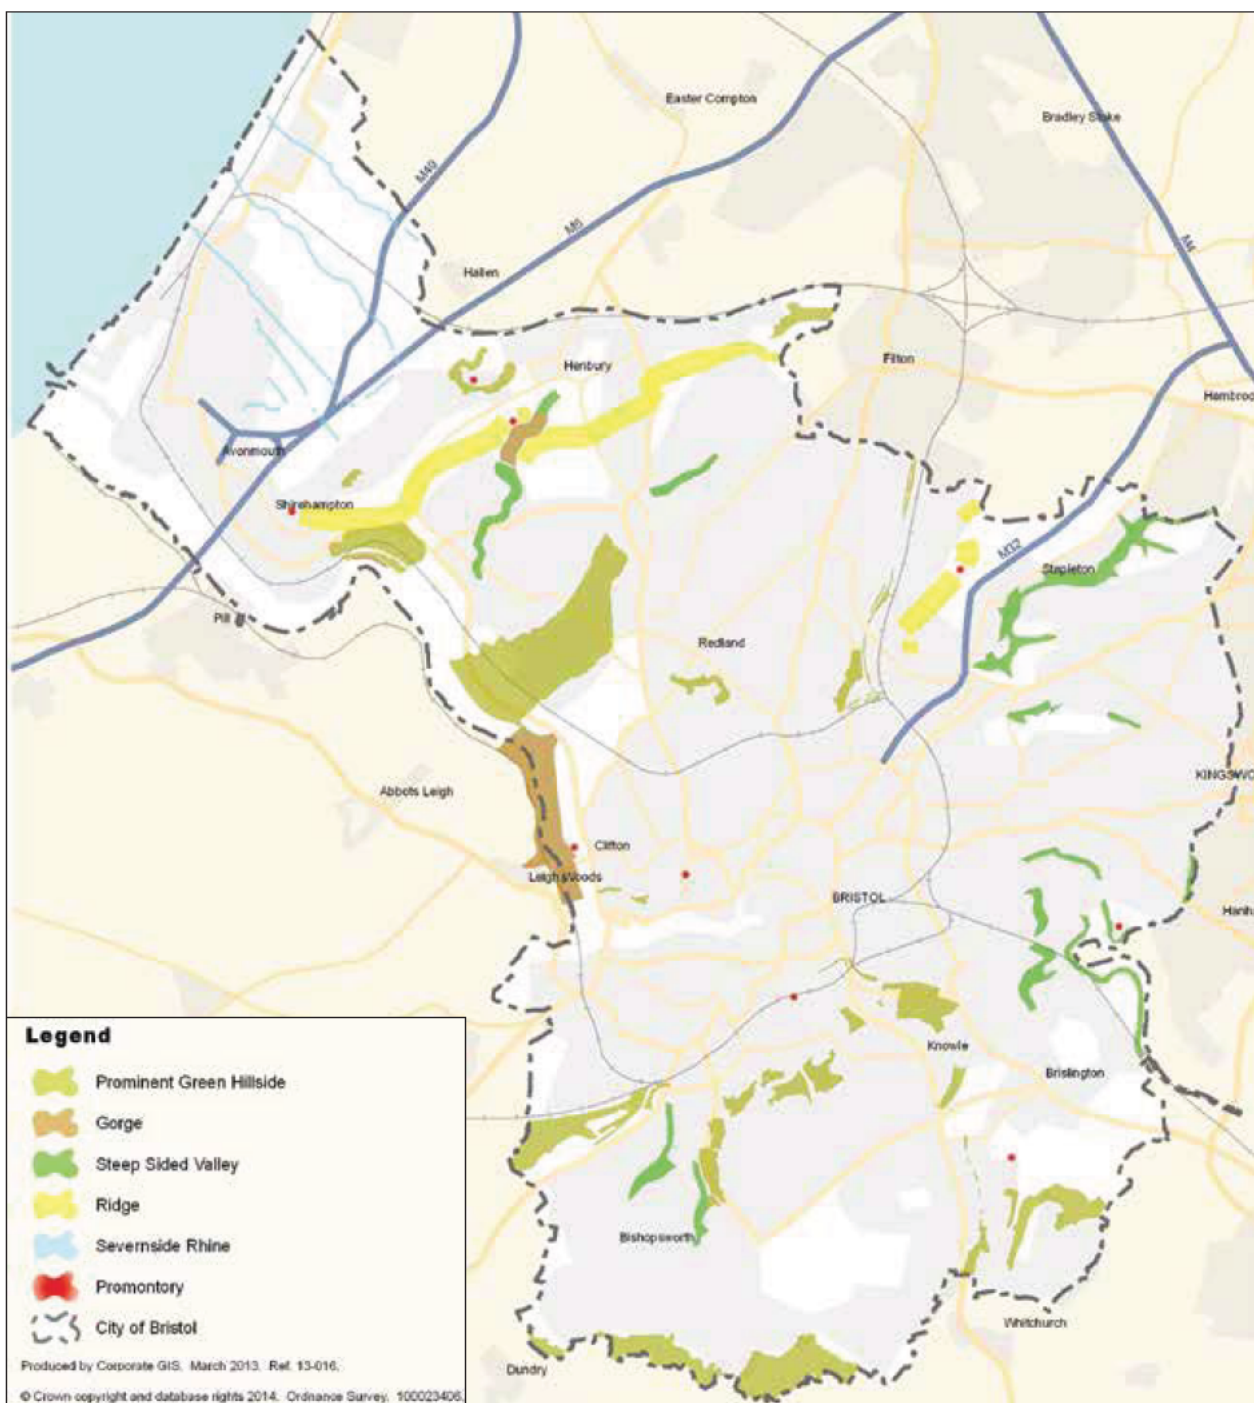 Easter Compton
Bradley Stoke
M49
M5
M4
Hallen
Henbury
Filton
Hambrook
Avonmouth
Shirehampton
M32
Stapleton
Pill
Redland
KINGSWO
Abbots Leigh
Clifton
Leigh Woods
BRISTOL
Hanh
Knowle
Brislington
Bishopsworth
Whitchurch
Dundry
Legend
Prominent Green Hillside
Gorge
Steep Sided Valley
Ridge
Severnside Rhine
Promontory
City of Bristol
Produced by Corporate GIS. March 2013. Ref. 13-016.
© Crown copyright and database rights 2014. Ordnance Survey. 100023406.